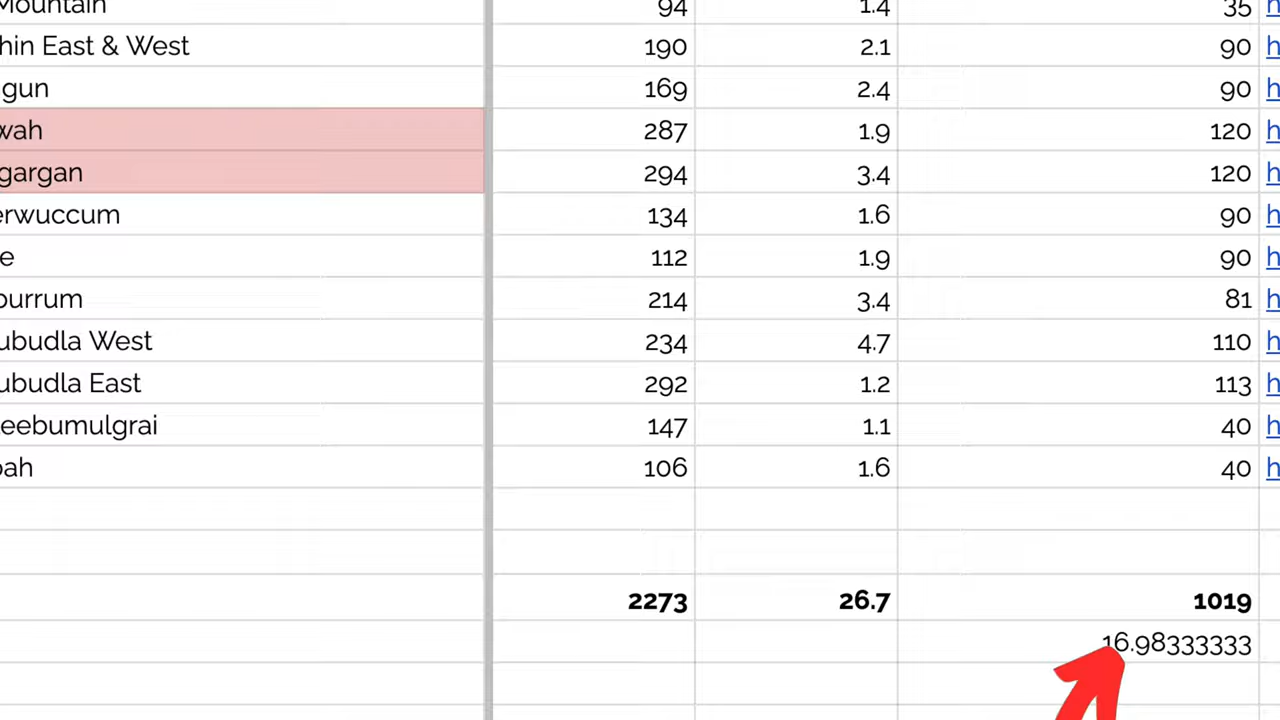 Mountain 94 1.4 35
hin East & West 190 2.1 90 h
gun 169 2.4 90 h
wah 287 1.9 120 h
gargan 294 3.4 120 h
erwuccum 134 1.6 90 h
e 112 1.9 90 h
ourrum 214 3.4 81 h
ubudla West 234 4.7 110 h
ubudla East 292 1.2 113 h
eebumulgrai 147 1.1 40 h
ah 106 1.6 40 h
2273 26.7 1019
16.98333333